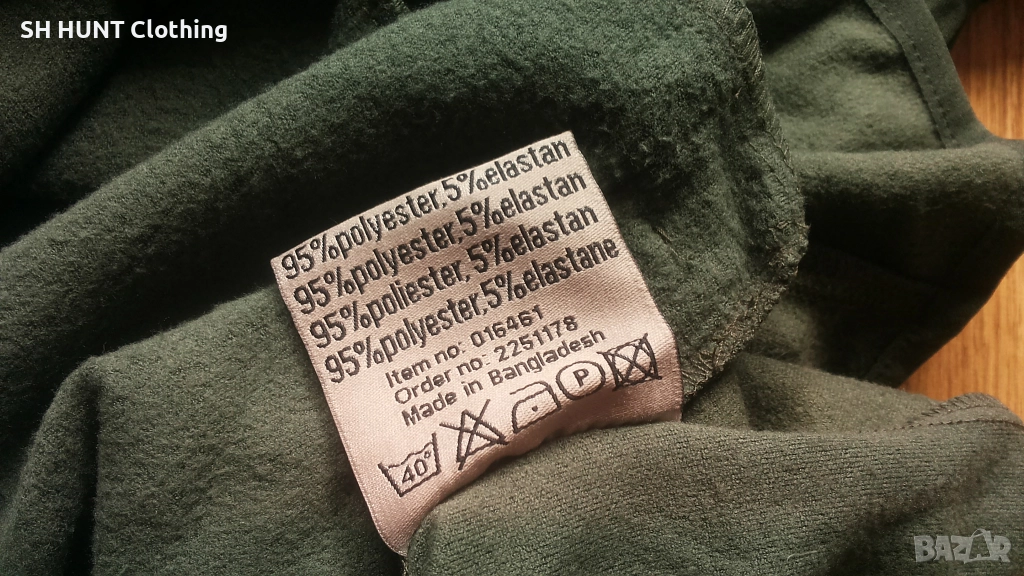 SH HUNT Clothing
95%polyester,5%elastan
95%polyester,5%elastan
95%poliester, 5%elastan
95%polyester,5%elastane
Item no: 016461
Order no: 2251178
Made in Bangladesh
40°
P
BAZAR